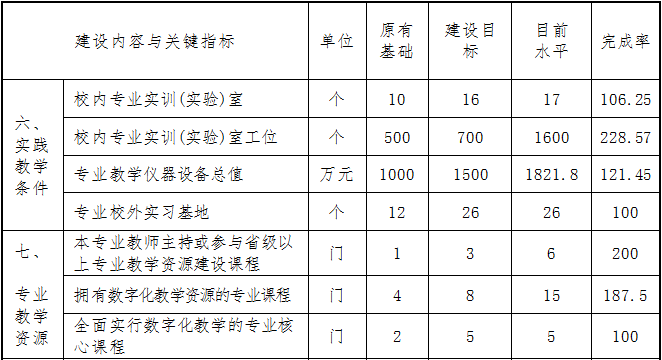 建设内容与关键指标 单位 原有基础 建设目标 目前水平 完成率
六、实践教学条件
校内专业实训(实验)室 个 10 16 17 106.25
校内专业实训(实验)室工位 个 500 700 1600 228.57
专业教学仪器设备总值 万元 1000 1500 1821.8 121.45
专业校外实习基地 个 12 26 26 100
七、专业教学资源
本专业教师主持或参与省级以
上专业教学资源建设课程 门 1 3 6 200
拥有数字化教学资源的专业课程 门 4 8 15 187.5
全面实行数字化教学的专业核
心课程 门 2 5 5 100